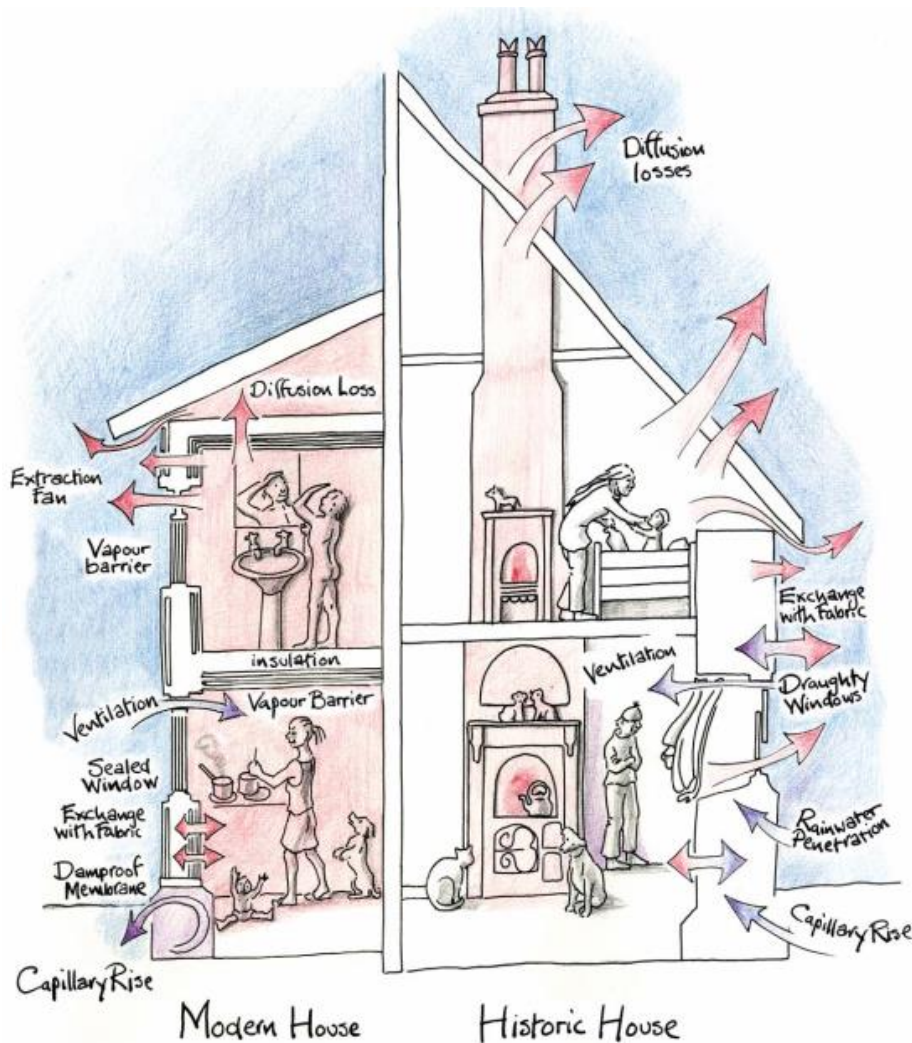 Diffusion
losses
Diffusion Loss
Extraction
Fan
Vapour
barrier
insulation
Ventilation
Vapour Barrier
Sealed
Window
Exchange
with Fabric
Damproof
Membrane
Capillary Rise
Exchange
with Fabric
Ventilation
Draughty
Windows
Rainwater
Penetration
Capillary Rise
Modern House
Historic House